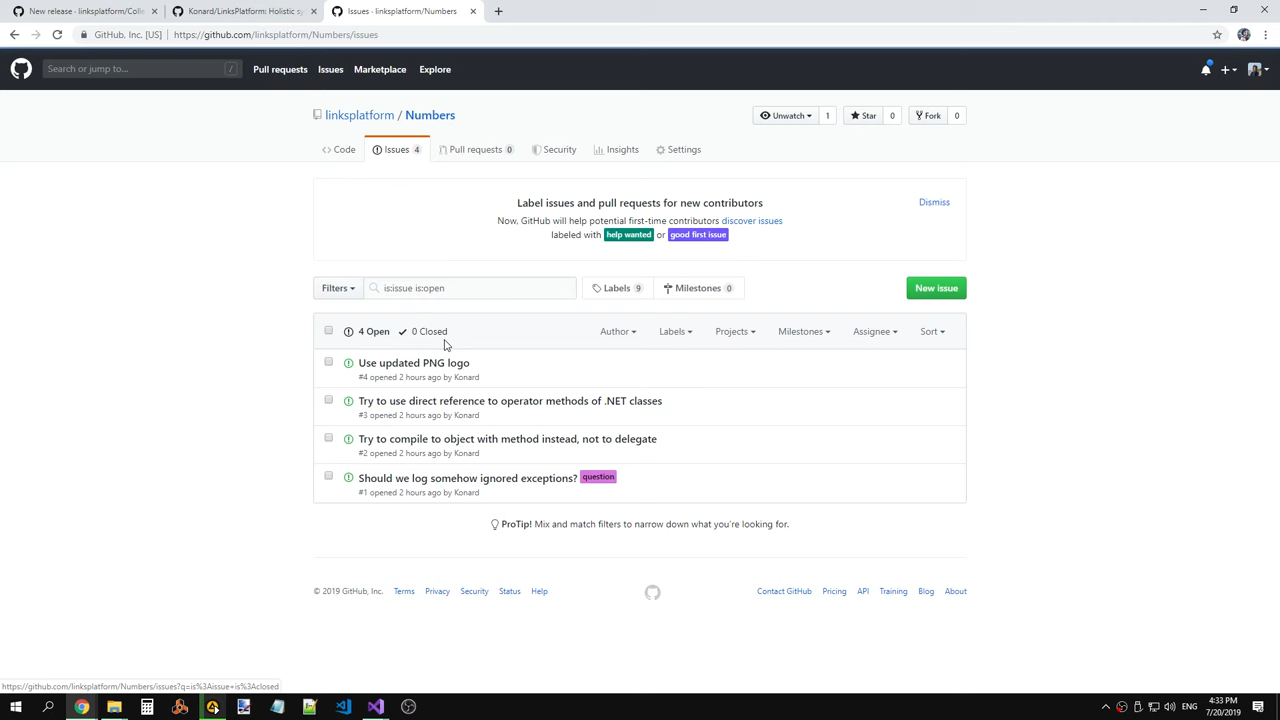 New release - linksplatform/Colle
Konard/LinksPlatform: Holistic sy
Issues - linksplatform/Numbers
GitHub, Inc. [US] | https://github.com/linksplatform/Numbers/issues
Search or jump to... /
Pull requests Issues Marketplace Explore
linksplatform / Numbers
Unwatch 1 Star 0 Fork 0
Code Issues 4 Pull requests 0 Security Insights Settings
Label issues and pull requests for new contributors
Dismiss
Now, GitHub will help potential first-time contributors discover issues
labeled with help wanted or good first issue
Filters is:issue is:open Labels 9 Milestones 0 New issue
4 Open 0 Closed Author Labels Projects Milestones Assignee Sort
Use updated PNG logo
#4 opened 2 hours ago by Konard
Try to use direct reference to operator methods of .NET classes
#3 opened 2 hours ago by Konard
Try to compile to object with method instead, not to delegate
#2 opened 2 hours ago by Konard
Should we log somehow ignored exceptions? question
#1 opened 2 hours ago by Konard
ProTip! Mix and match filters to narrow down what you're looking for.
© 2019 GitHub, Inc. Terms Privacy Security Status Help Contact GitHub Pricing API Training Blog About
https://github.com/linksplatform/Numbers/issues?q=is%3Aissue+is%3Aclosed
ENG
4:33 PM
7/20/2019